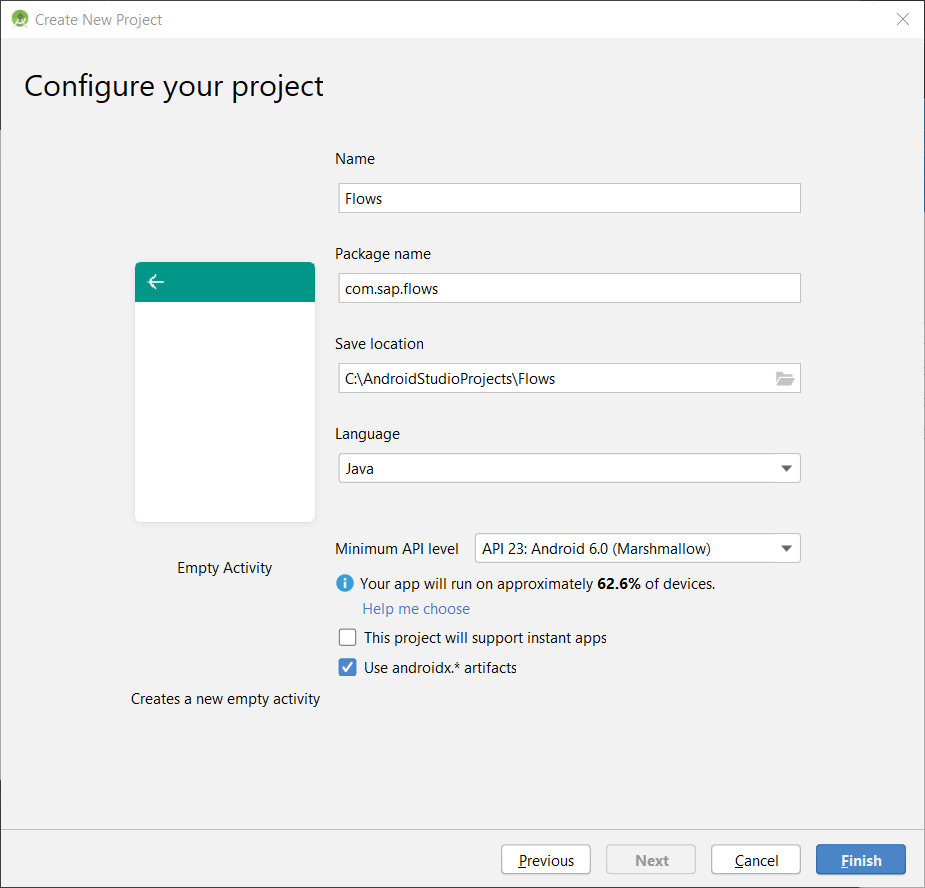 Create New Project
Configure your project
Name
Flows
Package name
com.sap.flows
Save location
C:\AndroidStudioProjects\Flows
Language
Java
Minimum API level API 23: Android 6.0 (Marshmallow)
Empty Activity
Your app will run on approximately 62.6% of devices.
Help me choose
This project will support instant apps
Use androidx.* artifacts
Creates a new empty activity
Previous Next Cancel Finish